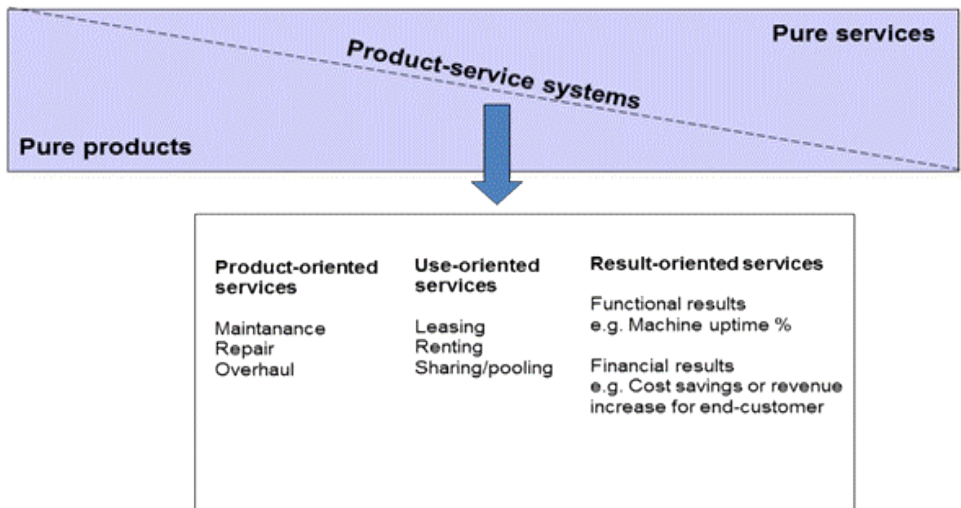 Pure services
Product-service systems
Pure products
Product-oriented
services
Maintanance
Repair
Overhaul
Use-oriented
services
Leasing
Renting
Sharing/pooling
Result-oriented services
Functional results
e.g. Machine uptime %
Financial results
e.g. Cost savings or revenue
increase for end-customer